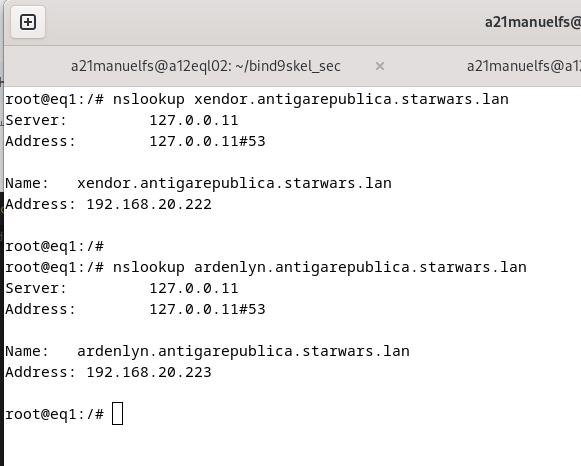 a21manuelfs@
a21manuelfs@a12eql02: ~/bind9skel_sec × a21manuelfs@a12
root@eq1:/# nslookup xendor.antigarepublica.starwars.lan
Server: 127.0.0.11
Address: 127.0.0.11#53
Name: xendor.antigarepublica.starwars.lan
Address: 192.168.20.222
root@eq1:/#
root@eq1:/# nslookup ardenlyn.antigarepublica.starwars.lan
Server: 127.0.0.11
Address: 127.0.0.11#53
Name: ardenlyn.antigarepublica.starwars.lan
Address: 192.168.20.223
root@eq1:/#